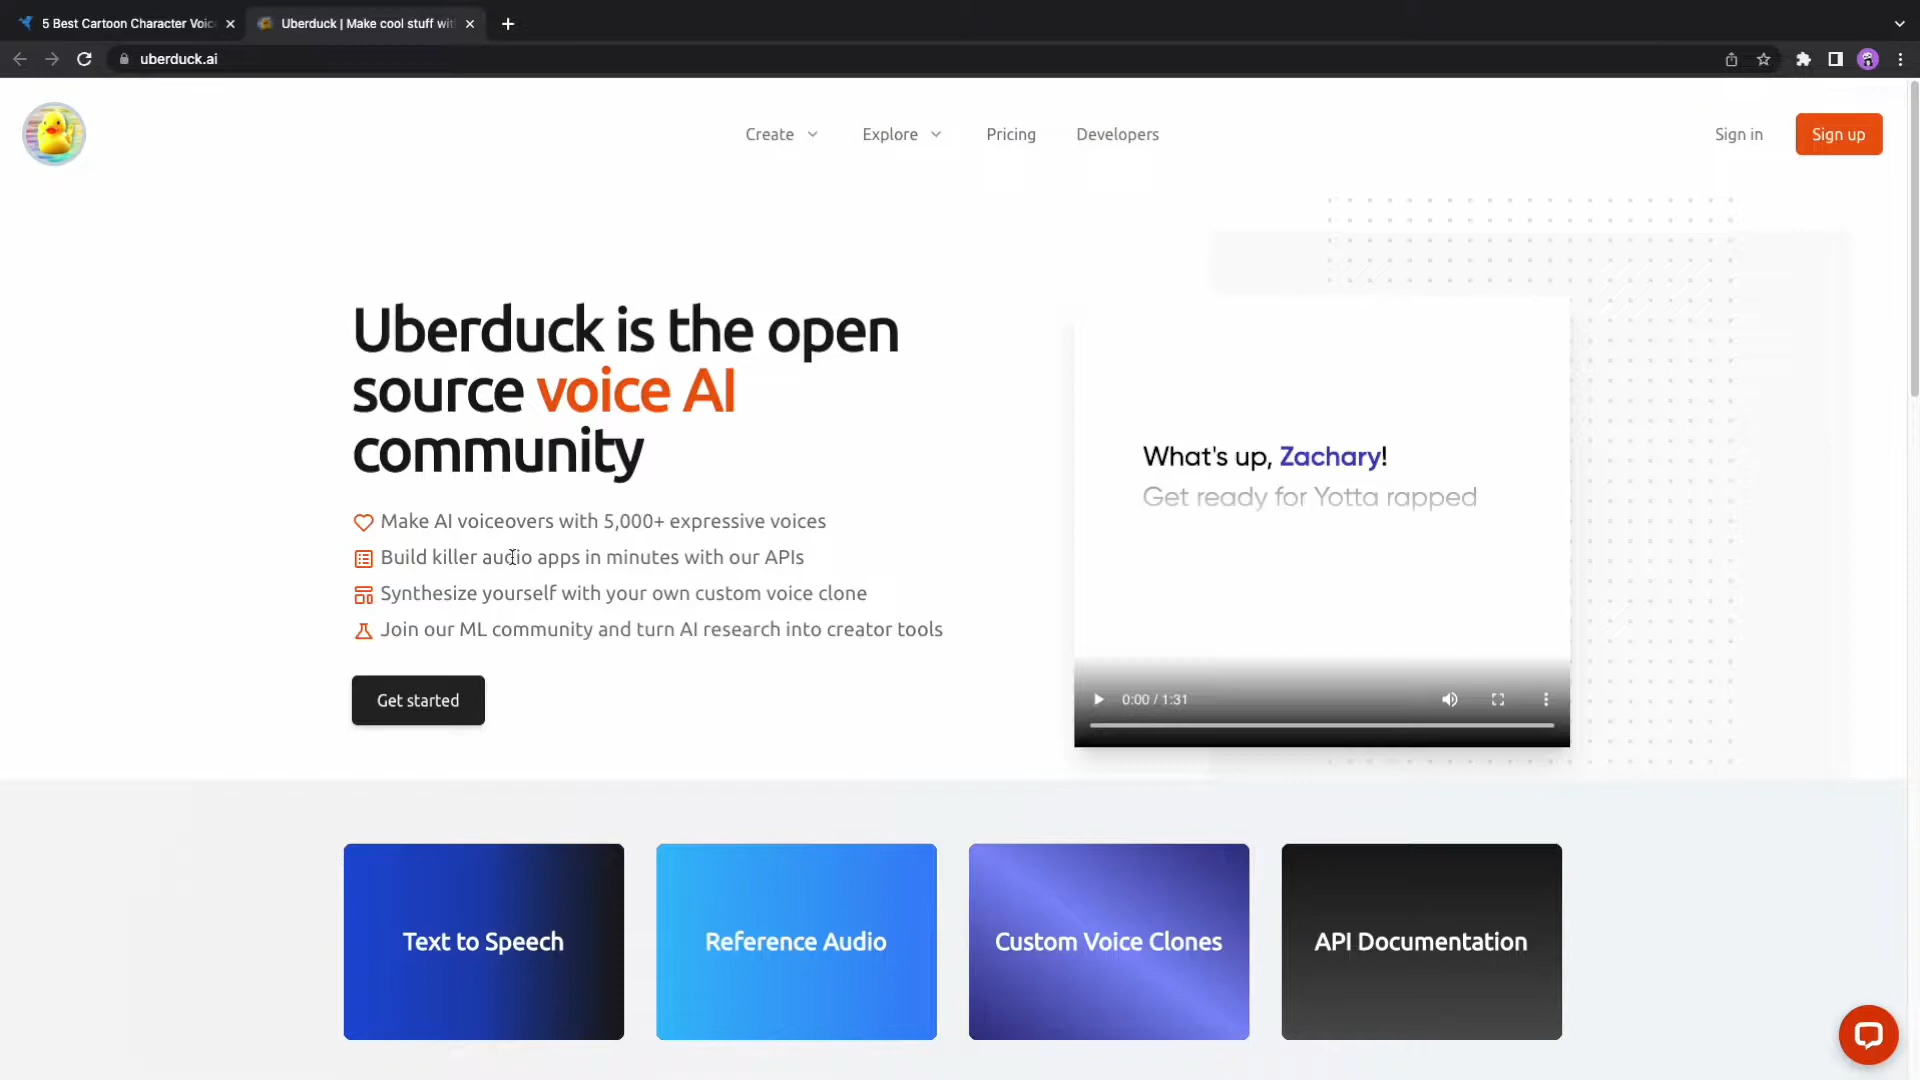 5 Best Cartoon Character Voic
Uberduck | Make cool stuff wit
uberduck.ai
Create
Explore
Pricing
Developers
Sign in
Sign up
Uberduck is the open
source voice AI
community
Make AI voiceovers with 5,000+ expressive voices
Build killer audio apps in minutes with our APIs
Synthesize yourself with your own custom voice clone
Join our ML community and turn AI research into creator tools
Get started
What's up, Zachary!
Get ready for Yotta rapped
0:00 / 1:31
Text to Speech
Reference Audio
Custom Voice Clones
API Documentation